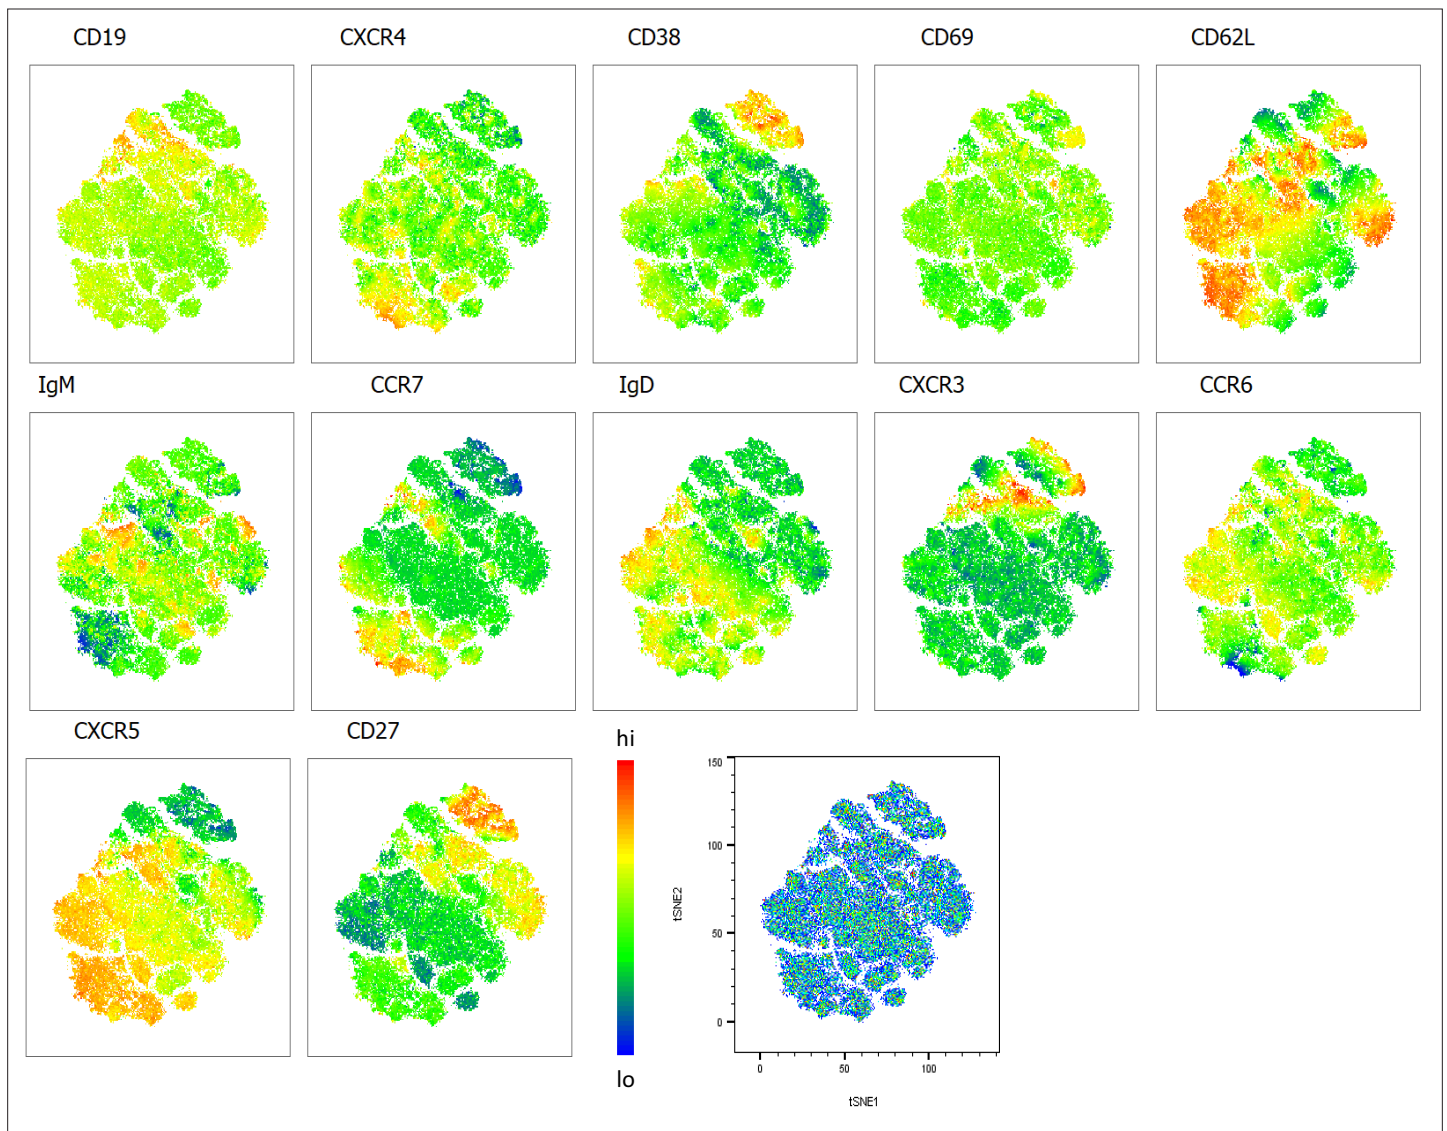 CD19 CXCR4 CD38 CD69 CD62L
IgM CCR7 IgD CXCR3 CCR6
CXCR5 CD27
hi
lo
150
100
50
0
tSNE2
0 50 100
tSNE1